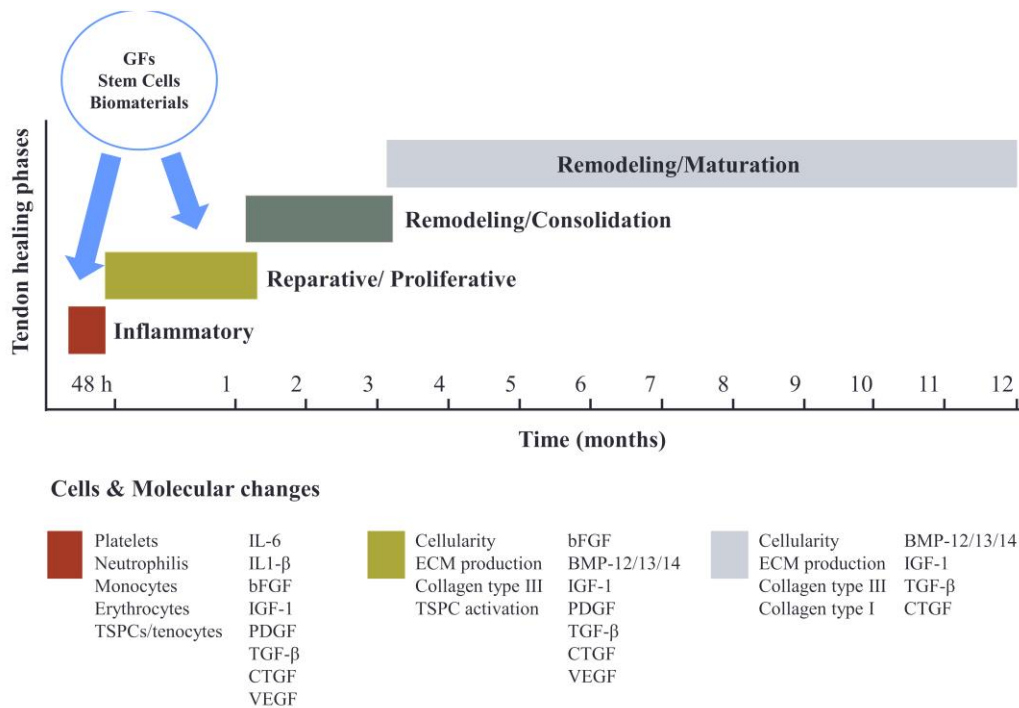 GFs
Stem Cells
Biomaterials
Tendon healing phases
Remodeling/Maturation
Remodeling/Consolidation
Reparative/ Proliferative
Inflammatory
48 h 1 2 3 4 5 6 7 8 9 10 11 12
Time (months)
Cells & Molecular changes
Platelets
Neutrophilis
Monocytes
Erythrocytes
TSPCs/tenocytes
IL-6
IL1-β
bFGF
IGF-1
PDGF
TGF-β
CTGF
VEGF
Cellularity
ECM production
Collagen type III
TSPC activation
bFGF
BMP-12/13/14
IGF-1
PDGF
TGF-β
CTGF
VEGF
Cellularity
ECM production
Collagen type III
Collagen type I
BMP-12/13/14
IGF-1
TGF-β
CTGF